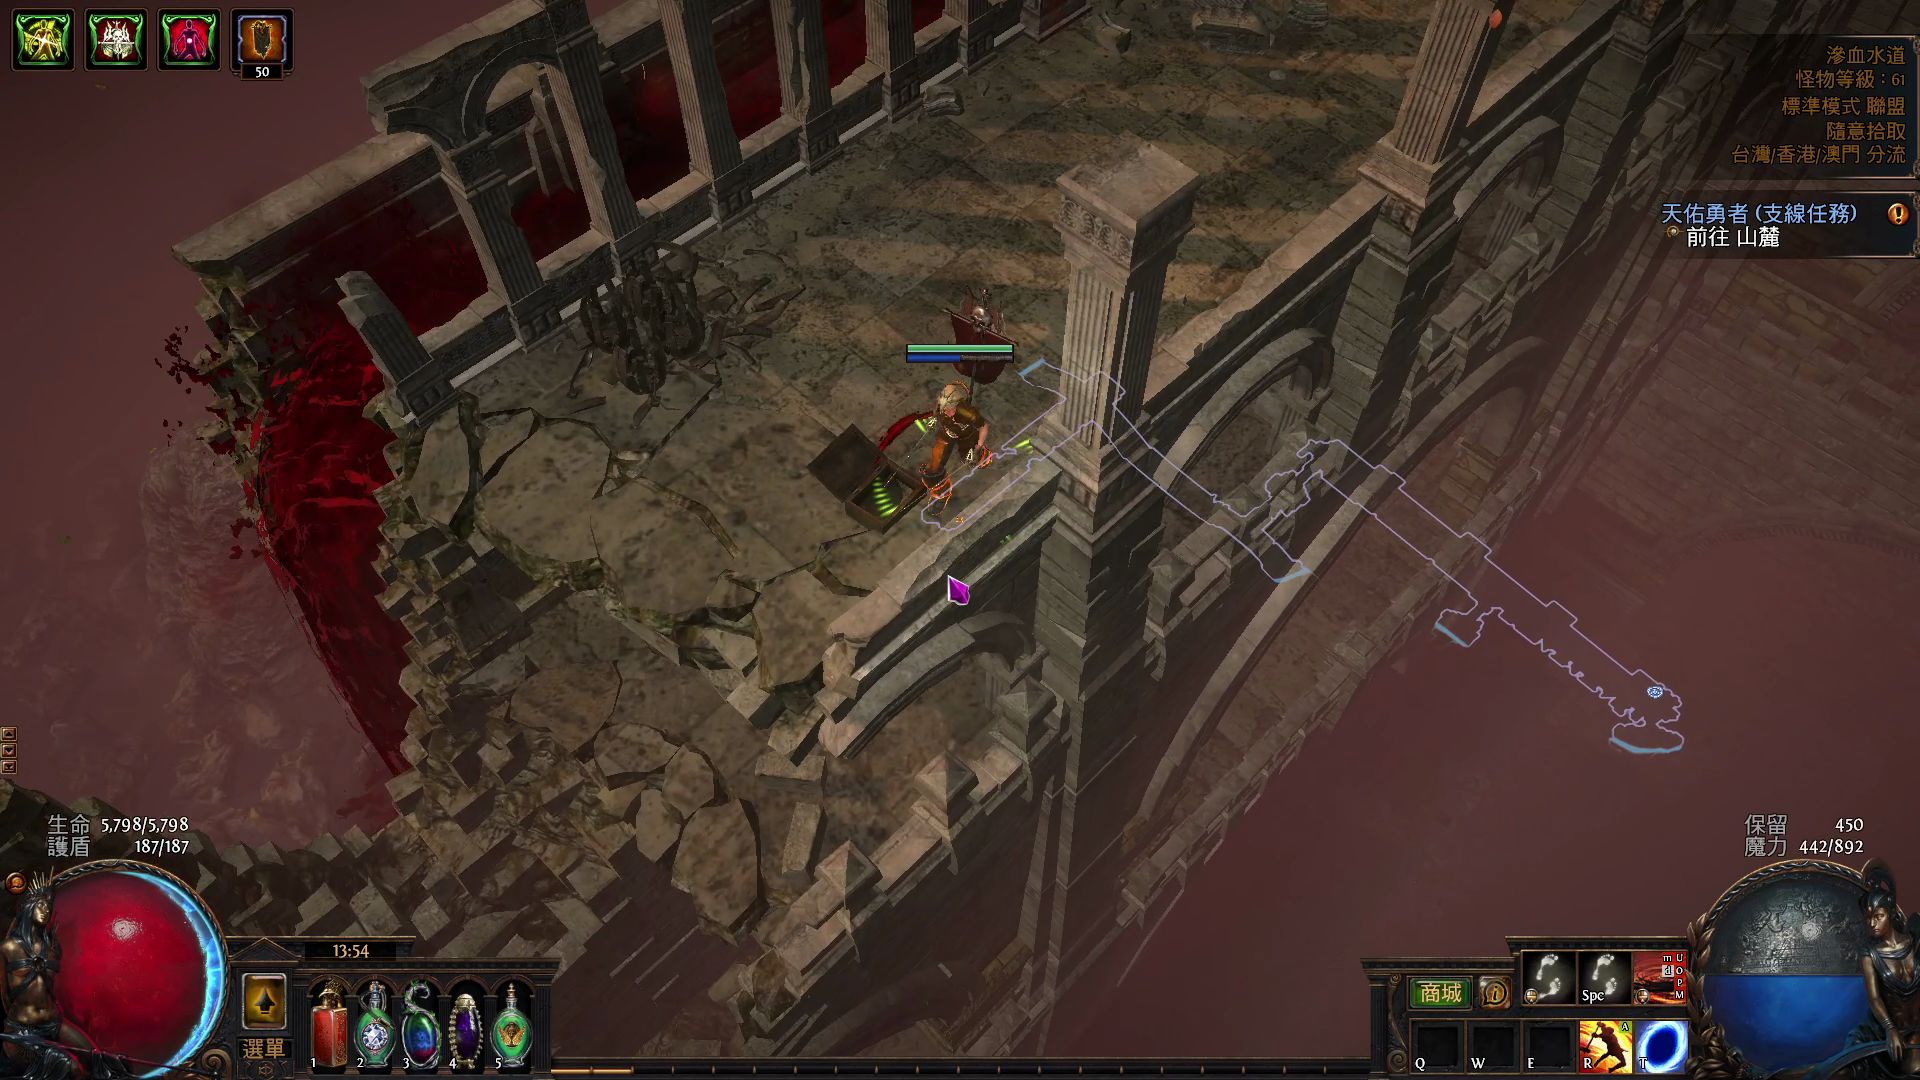 50
滲血水道
怪物等級：61
標準模式 聯盟
隨意拾取
台灣/香港/澳門 分流
天佑勇者 (支線任務)
前往 山麓
生命 5,798/5,798
護盾 187/187
保留 450
魔力 442/892
13:54
選單
1 2 3 4 5
商城
Spc
m U
d O
P
M
A
Q W E R T